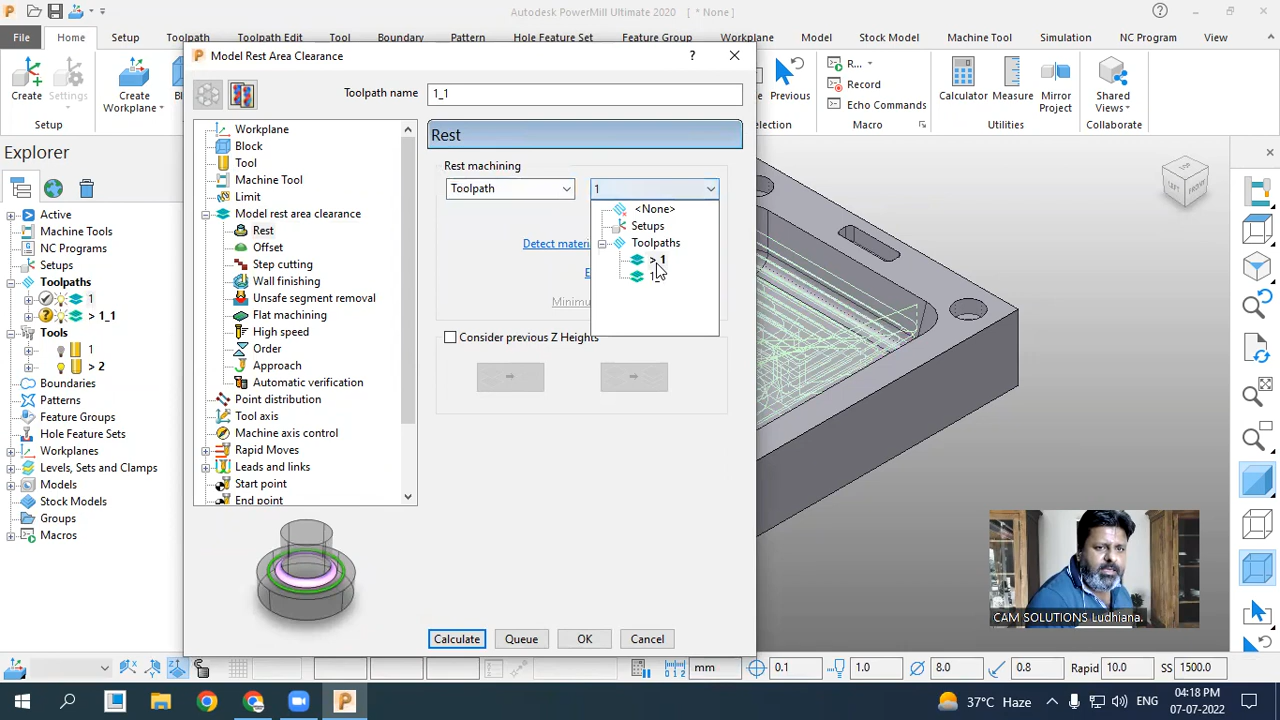 Autodesk PowerMill Ultimate 2020 [ * None ]
File
Home
Setup
Toolpath
Toolpath Edit
Tool
Boundary
Pattern
Hole Feature Set
Feature Group
Workplane
Model
Stock Model
Machine Tool
Simulation
NC Program
View
Create
Settings
Setup
Create
Workplane
Previous
R...
Record
Echo Commands
Macro
Calculator
Measure
Mirror
Project
Utilities
Shared
Views
Collaborate
Explorer
Active
Machine Tools
NC Programs
Setups
Toolpaths
1
> 1_1
Tools
1
> 2
Boundaries
Patterns
Feature Groups
Hole Feature Sets
Workplanes
Levels, Sets and Clamps
Models
Stock Models
Groups
Macros
Model Rest Area Clearance
?
Toolpath name
1_1
Workplane
Block
Tool
Machine Tool
Limit
Model rest area clearance
Rest
Offset
Step cutting
Wall finishing
Unsafe segment removal
Flat machining
High speed
Order
Approach
Automatic verification
Point distribution
Tool axis
Machine axis control
Rapid Moves
Leads and links
Start point
End point
Rest
Rest machining
Toolpath
1
<None>
Setups
Toolpaths
> 1
Consider previous Z Heights
Calculate
Queue
OK
Cancel
TOP
LEFT
FRONT
CAM SOLUTIONS Ludhiana.
mm
0.1
1.0
8.0
0.8
Rapid
10.0
SS
1500.0
37°C Haze
ENG
04:18 PM
07-07-2022